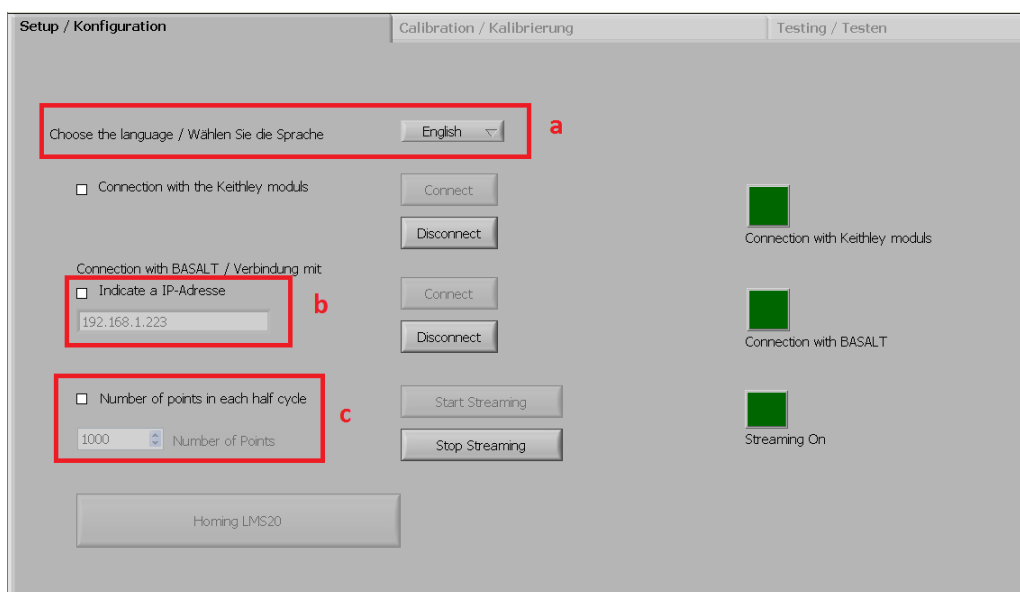 Setup / Konfiguration
Calibration / Kalibrierung
Testing / Testen
Choose the language / Wählen Sie die Sprache
English
a
Connection with the Keithley moduls
Connect
Disconnect
Connection with Keithley moduls
Connection with BASALT / Verbindung mit
Indicate a IP-Adresse
192.168.1.223
b
Connect
Disconnect
Connection with BASALT
Number of points in each half cycle
1000
Number of Points
c
Start Streaming
Stop Streaming
Streaming On
Homing LMS20